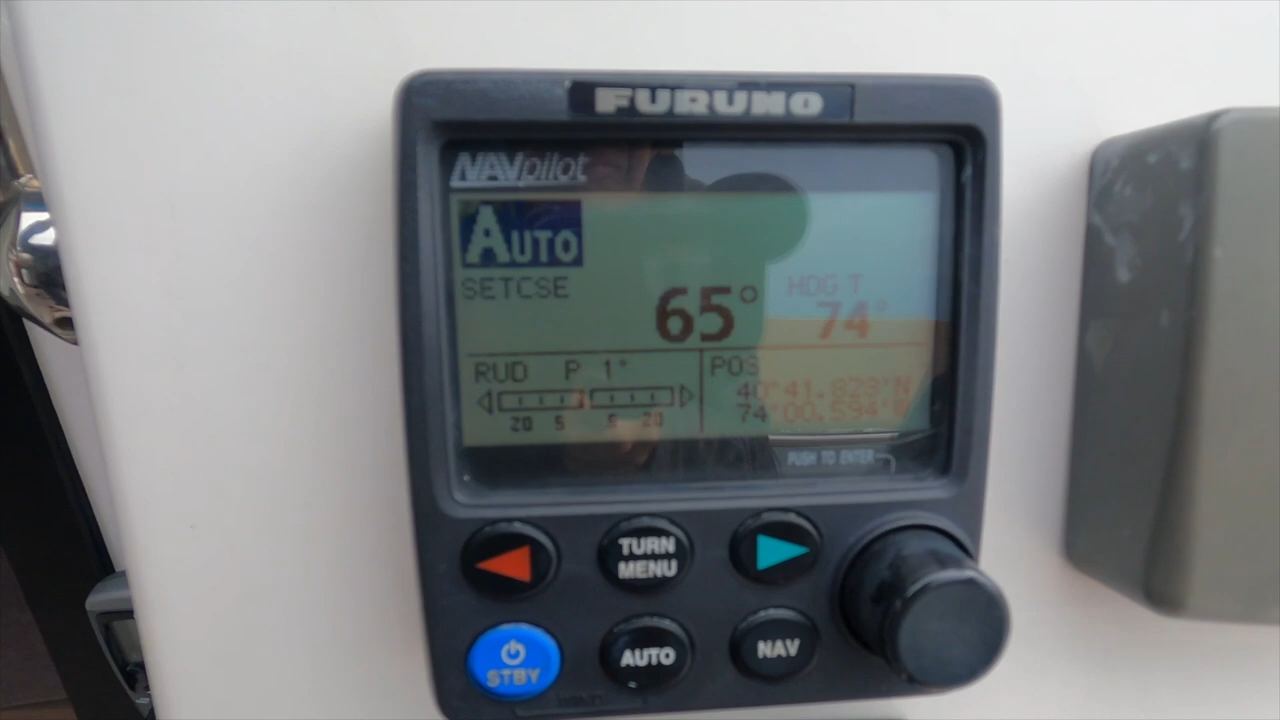 FURUNO
NAVpilot
AUTO
SETCSE
65°
HDG T
74°
RUD P 1°
20 5 5 20
POS
40°41.823'N
74°00.594'
PUSH TO ENTER
TURN
MENU
STBY
AUTO
NAV